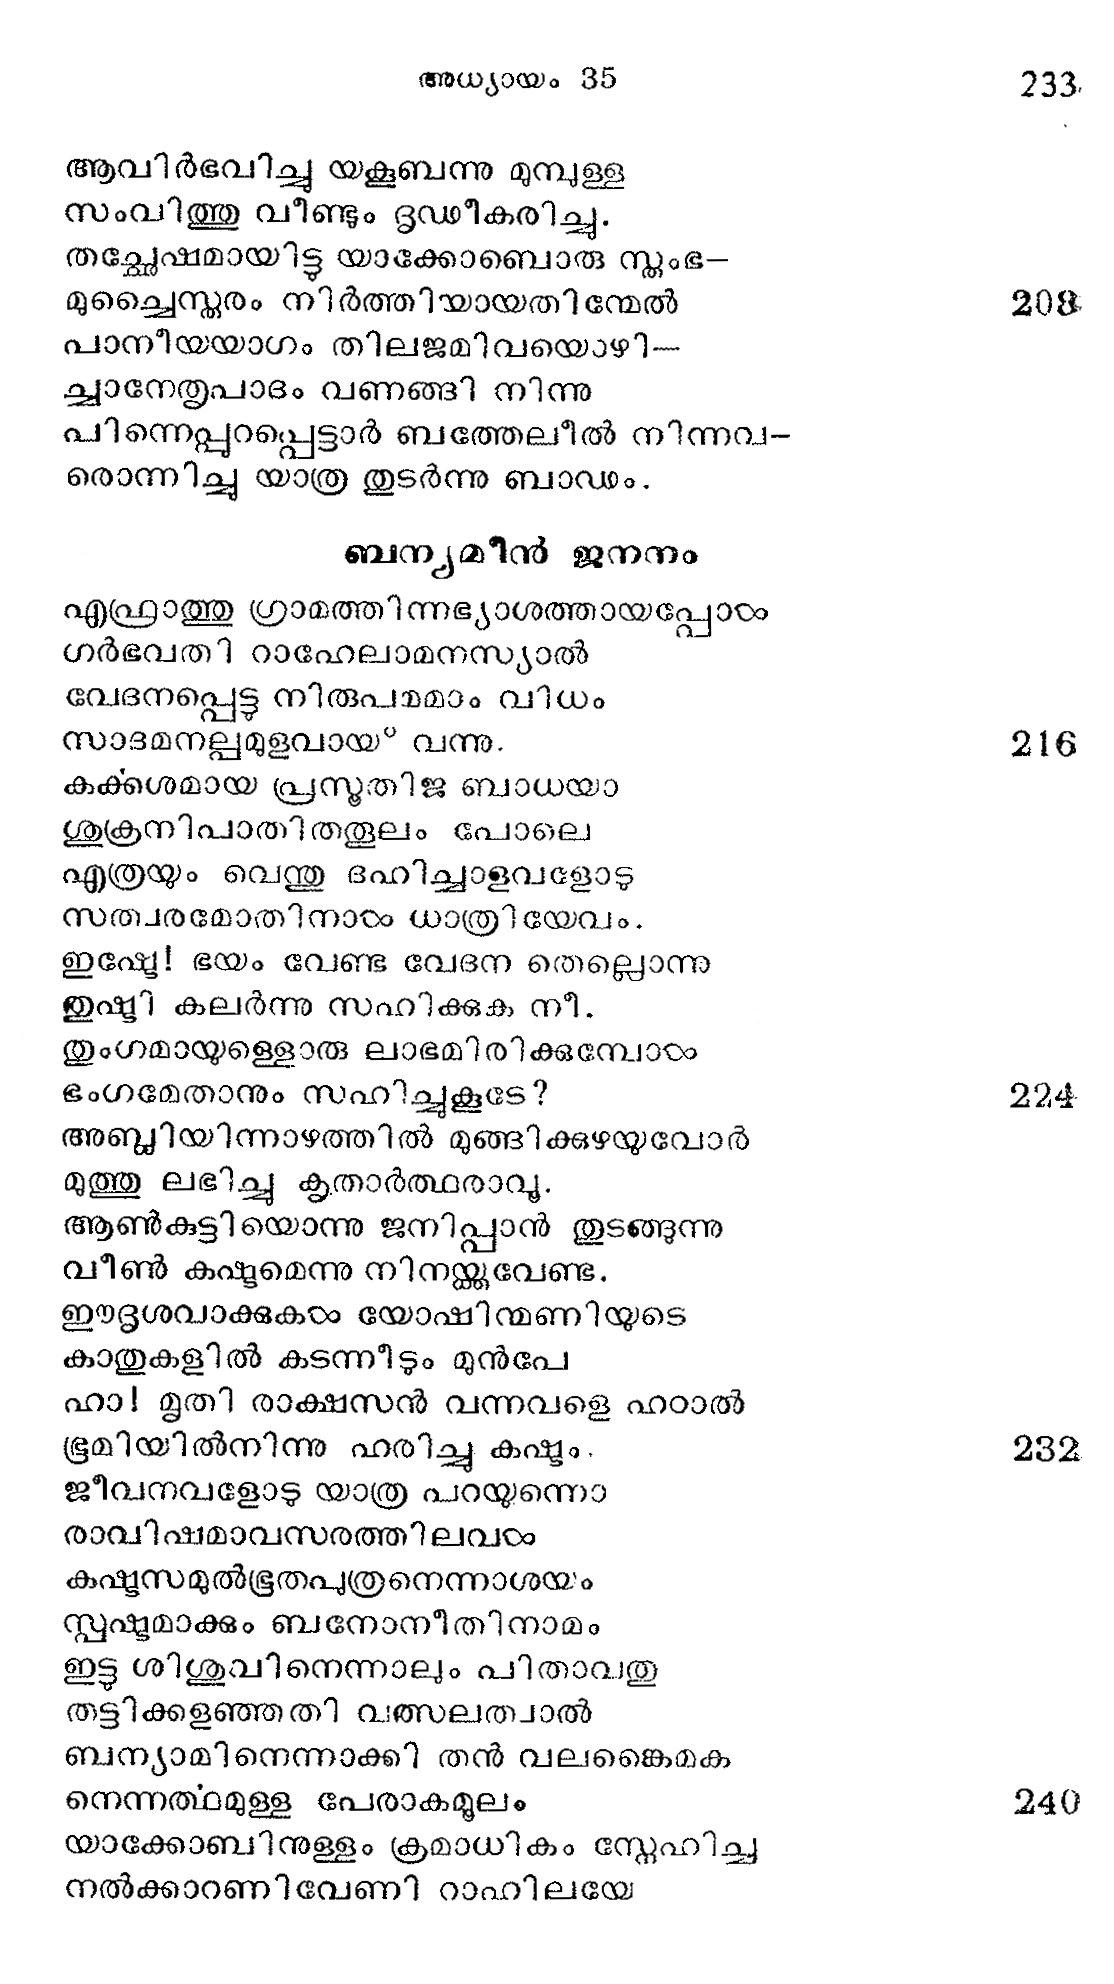 അധ്യായം 35 233
ആവിർഭവിച്ചു യക്കൂബന്നു മുമ്പുള്ള
സംവിത്തു വീണ്ടും ദൃഢീകരിച്ചു.
തച്ഛേഷമായിട്ടു യാക്കോബൊരു സ്തംഭ–
മുച്ചൈസ്തരം നിർത്തിയായതിന്മേൽ 208
പാനീയയാഗം തിലജമിവയൊഴി–
ച്ചാനേതൃപാദം വണങ്ങി നിന്നു
പിന്നെപ്പുറപ്പെട്ടാർ ബത്തേലീൽ നിന്നവ–
രൊന്നിച്ചു യാത്ര തുടർന്നു ബാഢം.
ബന്യമീൻ ജനനം
എഫ്രാത്തു ഗ്രാമത്തിന്നഭ്യാശത്തായപ്പോൾ
ഗർഭവതി റാഹേലാമനസ്യാൽ
വേദനപ്പെട്ടു നിരുപമമാം വിധം
സാദമനല്പമുളവായ് വന്നു. 216
കൎക്കശമായ പ്രസൂതിജ ബാധയാ
ശുക്രനിപാതിതതൂലം പോലെ
എത്രയും വെന്തു ദഹിച്ചാളവളോടു
സത്വരമോതിനാൾ ധാത്രിയേവം.
ഇഷ്ടേ! ഭയം വേണ്ട വേദന തെല്ലൊന്നു
തുഷ്ടി കലർന്നു സഹിക്കുക നീ.
തുംഗമായുള്ളൊരു ലാഭമിരിക്കുമ്പോൾ
ഭംഗമേതാനും സഹിച്ചുകൂടേ? 224
അബ്ധിയിന്നാഴത്തിൽ മുങ്ങിക്കുഴയുവോർ
മുത്തു ലഭിച്ചു കൃതാർത്ഥരാവൂ.
ആൺകുട്ടിയൊന്നു ജനിപ്പാൻ തുടങ്ങുന്നു
വീൺ കഷ്ടമെന്നു നിനയ്ക്കവേണ്ട.
ഈദൃശവാക്കുകൾ യോഷിന്മണിയുടെ
കാതുകളിൽ കടന്നീടും മുൻപേ
ഹാ! മൃതി രാക്ഷസൻ വന്നവളെ ഹഠാൽ
ഭൂമിയിൽനിന്നു ഹരിച്ചു കഷ്ടം. 232
ജീവനവളോടു യാത്ര പറയുന്നൊ
രാവിഷമാവസരത്തിലവൾ
കഷ്ടസമുൽഭൂതപുത്രനെന്നാശയം
സ്പഷ്ടമാക്കും ബനോനീതിനാമം
ഇട്ടു ശിശുവിനെന്നാലും പിതാവതു
തട്ടിക്കളഞ്ഞതി വത്സലത്വാൽ
ബന്യാമിനെന്നാക്കി തൻ വലങ്കൈമക
നെന്നൎത്ഥമുള്ള പേരാകമൂലം 240
യാക്കോബിനുള്ളം ക്രമാധികം സ്നേഹിച്ച
നൽക്കാറണിവേണി റാഹിലയേ